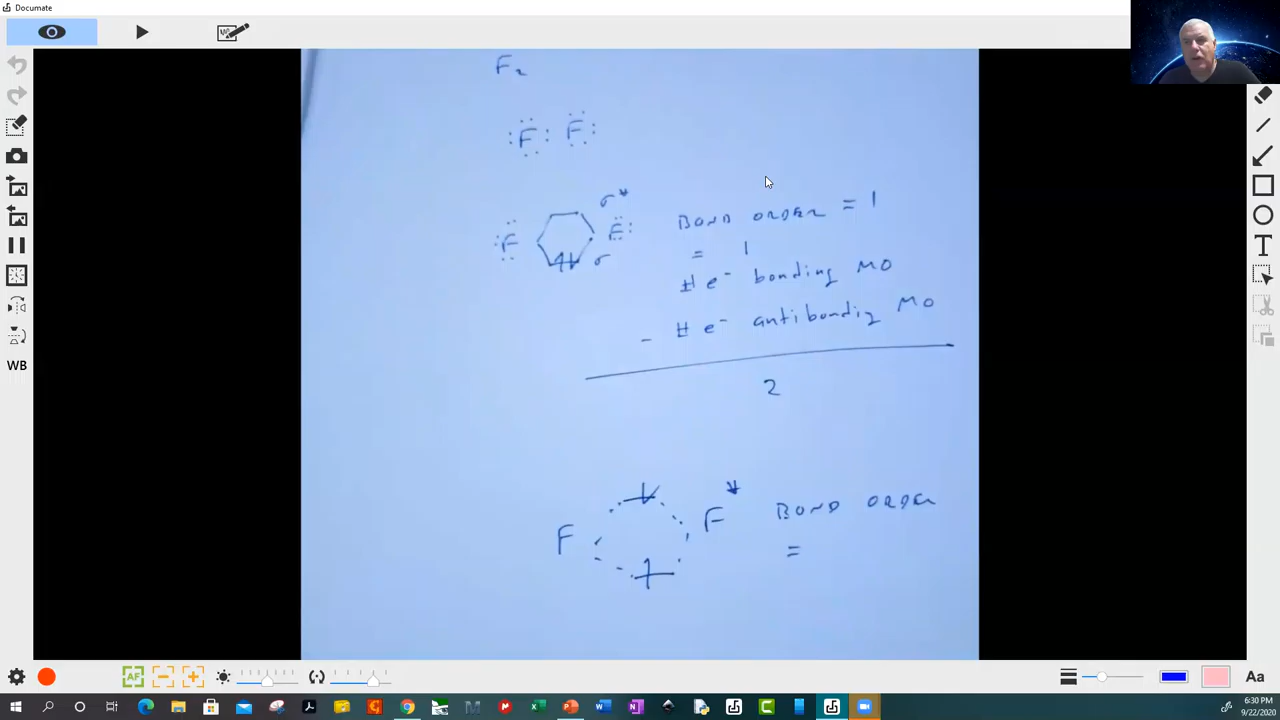 Documate
F₂
:F:F:
σ*
:F F:
σ
BOND ORDER = 1
= 1
# e⁻ bonding MO
- # e⁻ antibonding MO
2
F F *
BOND ORDER
=
WB
AF
Aa
6:30 PM
9/22/2020